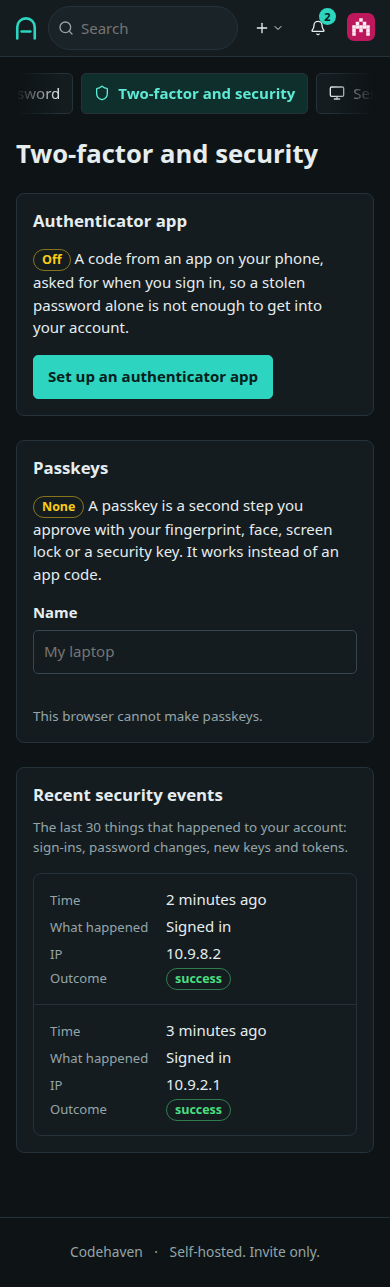 Search
2
sword
Two-factor and security
Two-factor and security
Authenticator app
Off A code from an app on your phone,
asked for when you sign in, so a stolen
password alone is not enough to get into
your account.
Set up an authenticator app
Passkeys
None A passkey is a second step you
approve with your fingerprint, face, screen
lock or a security key. It works instead of an
app code.
Name
My laptop
This browser cannot make passkeys.
Recent security events
The last 30 things that happened to your account:
sign-ins, password changes, new keys and tokens.
Time 2 minutes ago
What happened Signed in
IP 10.9.8.2
Outcome success
Time 3 minutes ago
What happened Signed in
IP 10.9.2.1
Outcome success
Codehaven · Self-hosted. Invite only.